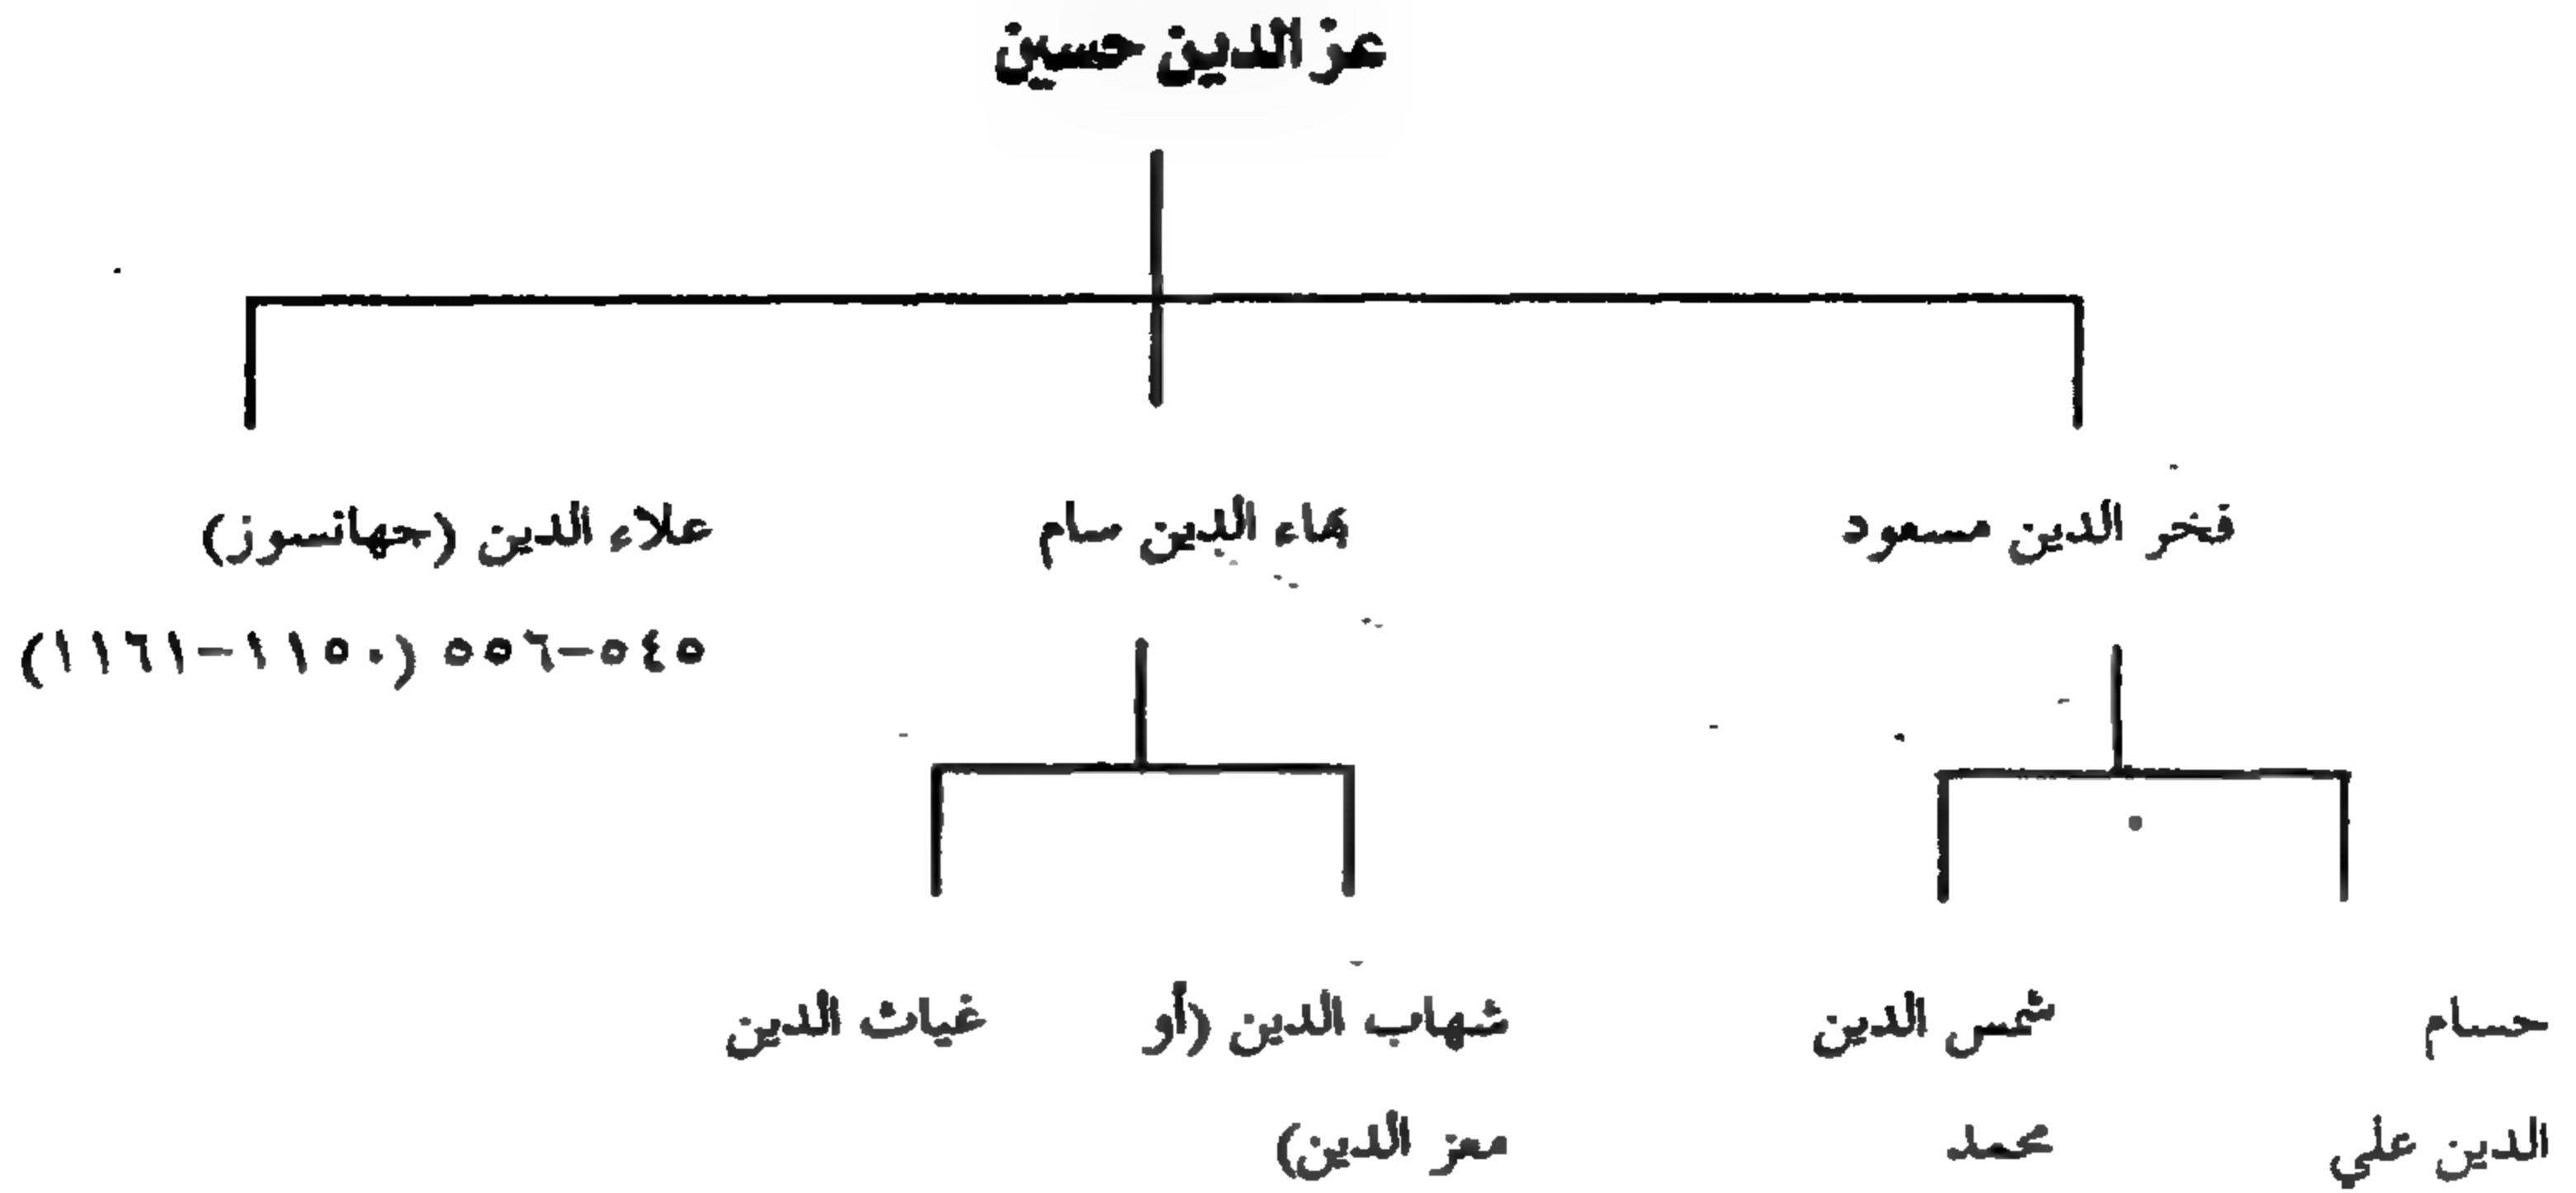 عز الدين حسين
فخر الدين مسعود
بهاء الدين سام
علاء الدين (جهانسوز)
٥٤٥-٥٥٦ (١١٥٠-١١٦١)
حسام
الدين علي
شمس الدين
محمد
شهاب الدين (أو
معز الدين)
غياث الدين